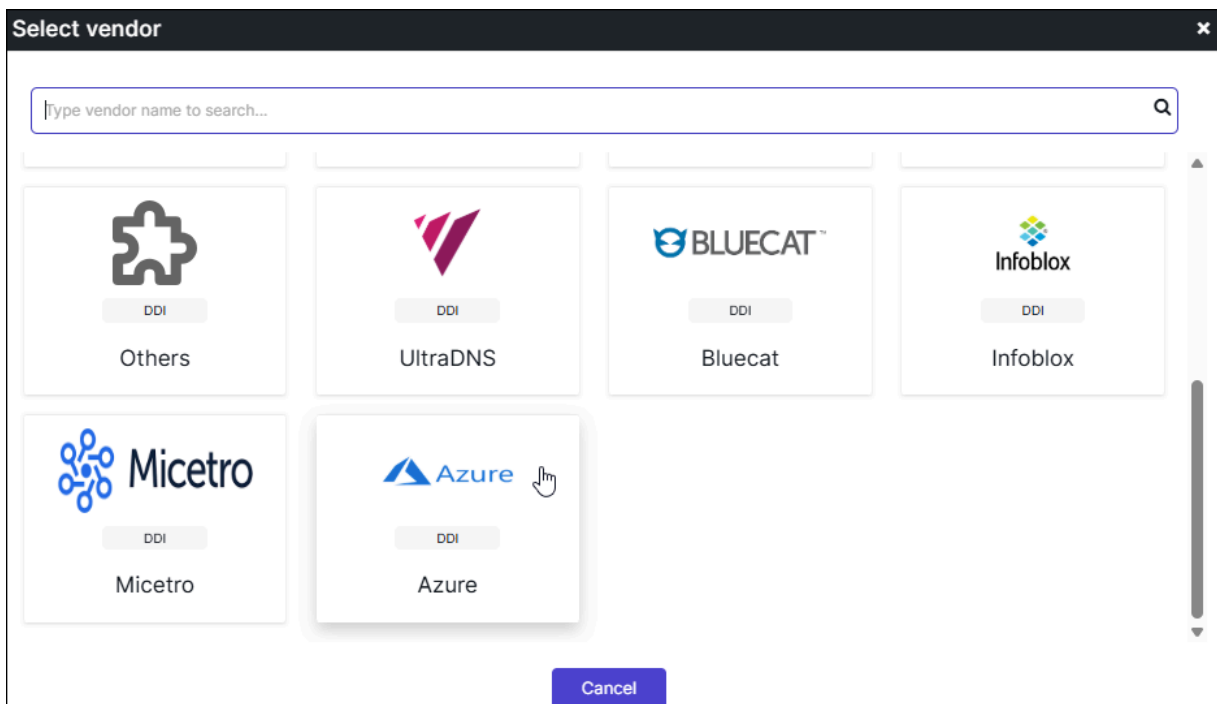 Select vendor
Type vendor name to search...
BLUECAT™
Infoblox
DDI
DDI
DDI
DDI
Others
UltraDNS
Bluecat
Infoblox
Micetro
Azure
DDI
DDI
Micetro
Azure
Cancel